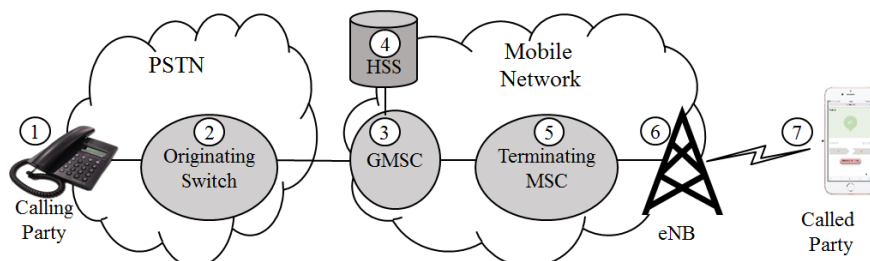 PSTN
Mobile
Network
4
HSS
1
2
3
5
6
7
Originating
Switch
GMSC
Terminating
MSC
Calling
Party
eNB
Called
Party